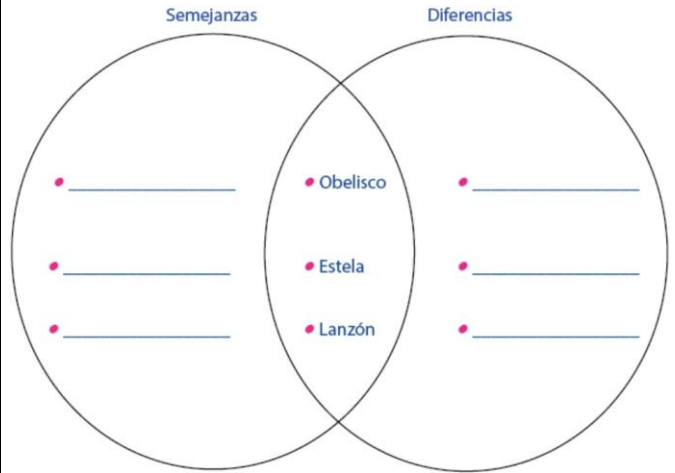 Semejanzas
Diferencias
Obelisco
Estela
Lanzón